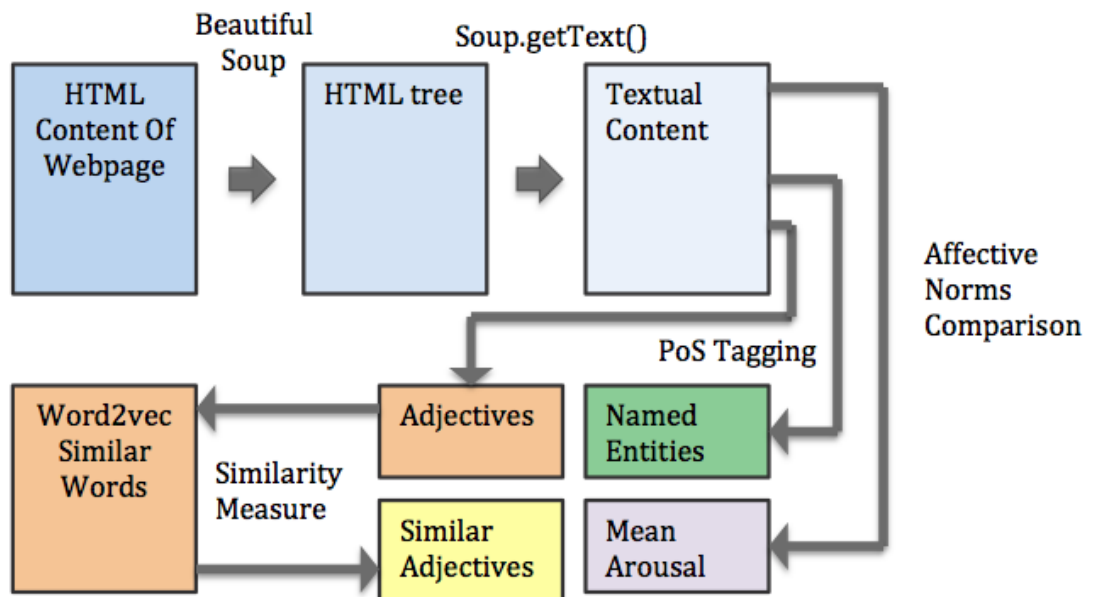 Beautiful
Soup
Soup.getText()
HTML
Content Of
Webpage
HTML tree
Textual
Content
Affective
Norms
Comparison
PoS Tagging
Word2vec
Similar
Words
Adjectives
Named
Entities
Similarity
Measure
Similar
Adjectives
Mean
Arousal